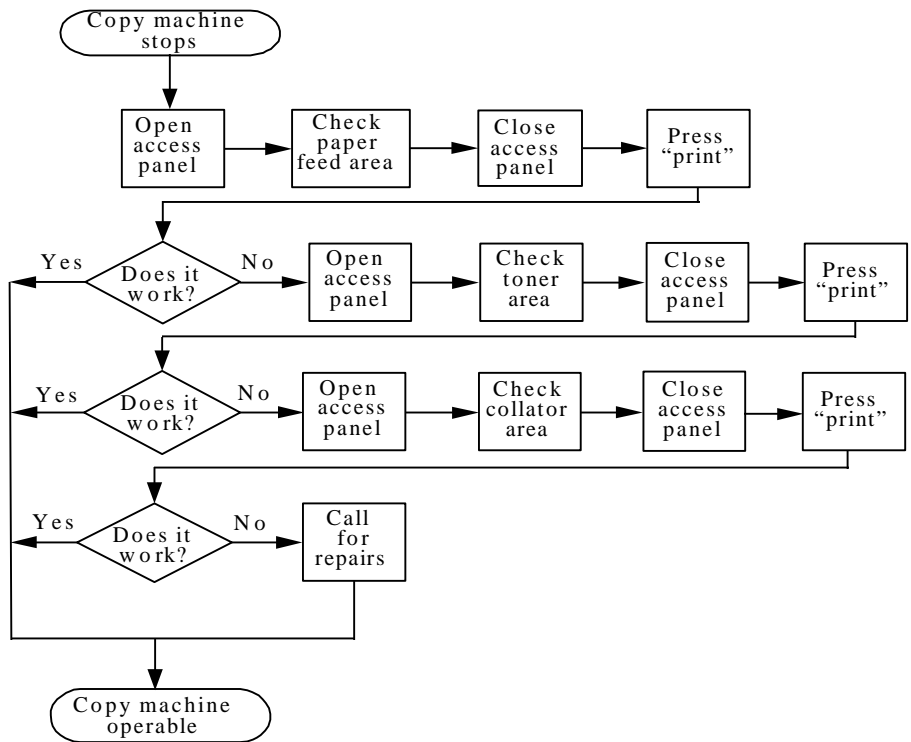 Copy machine
stops
Open
access
panel
Check
paper
feed area
Close
access
panel
Press
“print”
Yes
Does it
work?
No
Open
access
panel
Check
toner
area
Close
access
panel
Press
“print”
Yes
Does it
work?
No
Open
access
panel
Check
collator
area
Close
access
panel
Press
“print”
Yes
Does it
work?
No
Call
for
repairs
Copy machine
operable